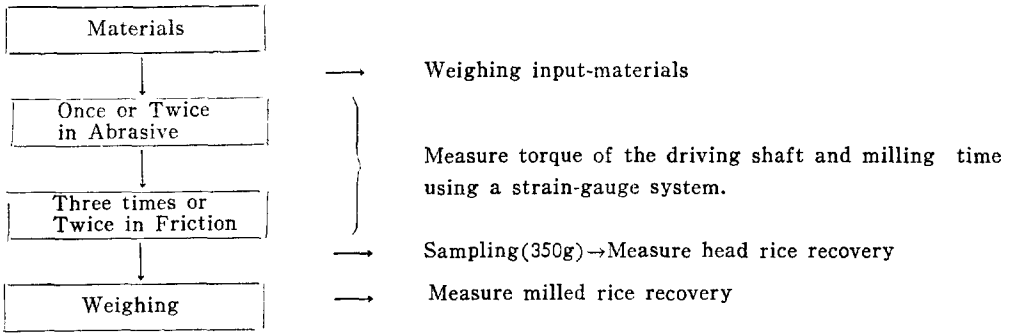 Materials
→ Weighing input-materials
Once or Twice
in Abrasive
Measure torque of the driving shaft and milling time
using a strain-gauge system.
Three times or
Twice in Friction
→ Sampling(350g)→Measure head rice recovery
Weighing
→ Measure milled rice recovery